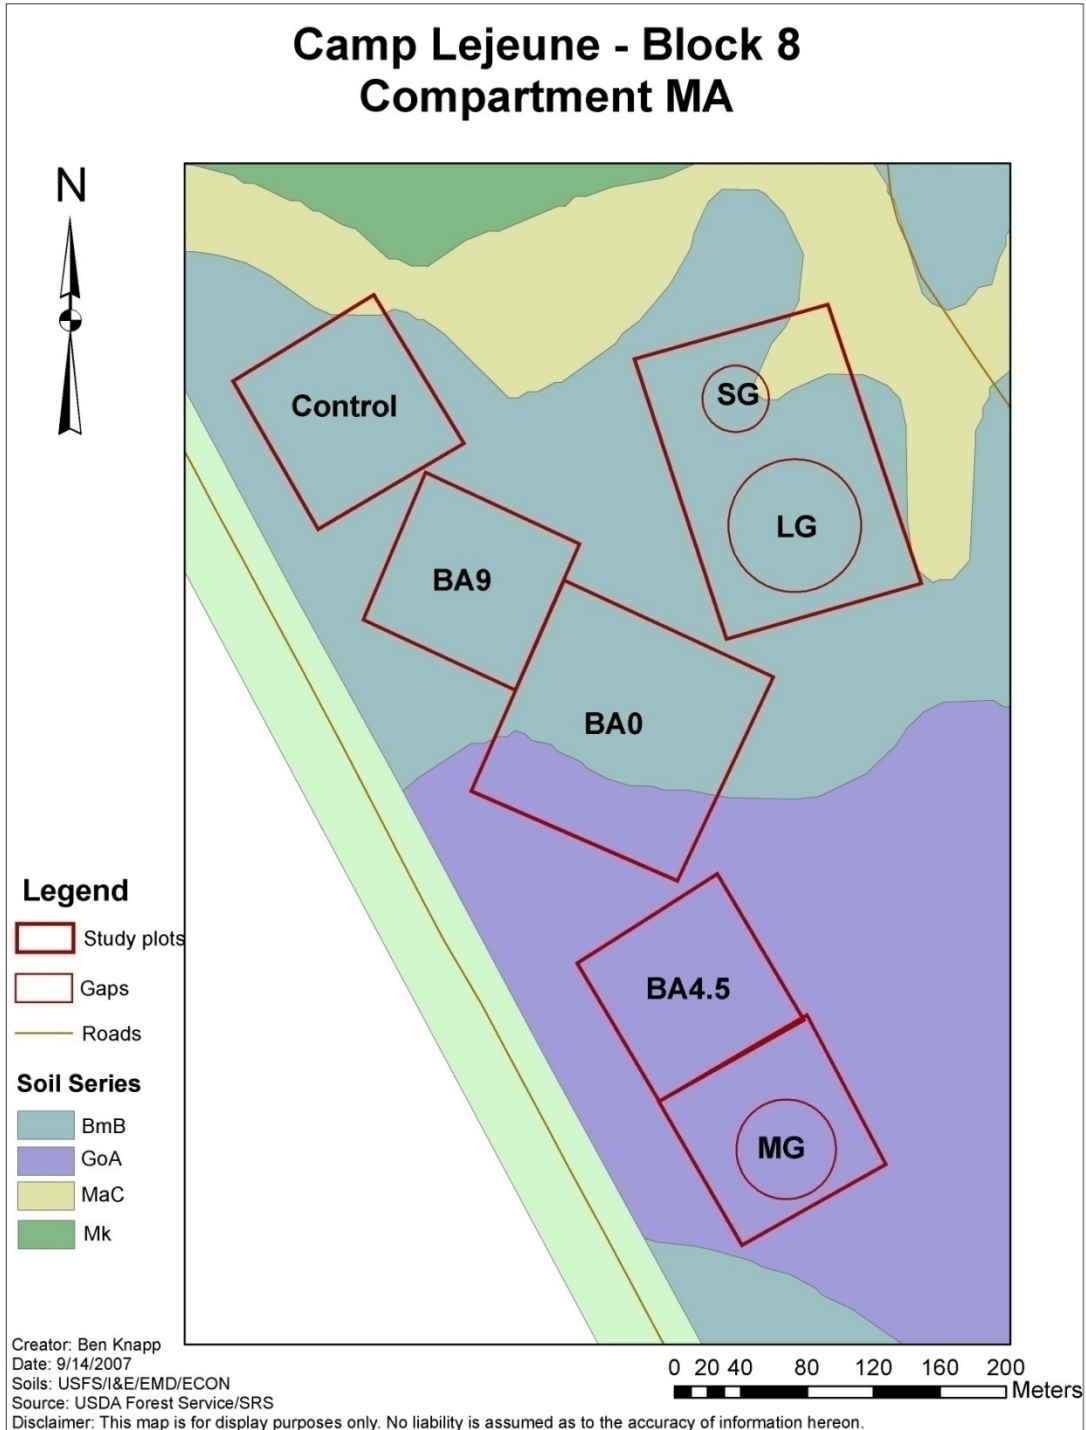 Camp Lejeune - Block 8
Compartment MA
N
Control
SG
LG
BA9
BA0
BA4.5
MG
Legend
Study plots
Gaps
Roads
Soil Series
BmB
GoA
MaC
Mk
Creator: Ben Knapp
Date: 9/14/2007
Soils: USFS/I&E/EMD/ECON
Source: USDA Forest Service/SRS
Disclaimer: This map is for display purposes only. No liability is assumed as to the accuracy of information hereon.
0 20 40 80 120 160 200
Meters